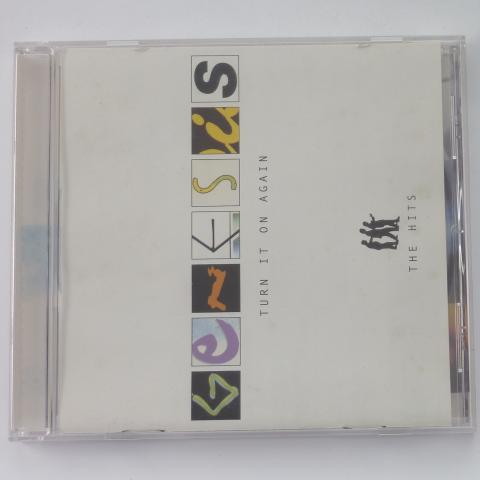 GENESIS
TURN IT ON AGAIN
THE HITS